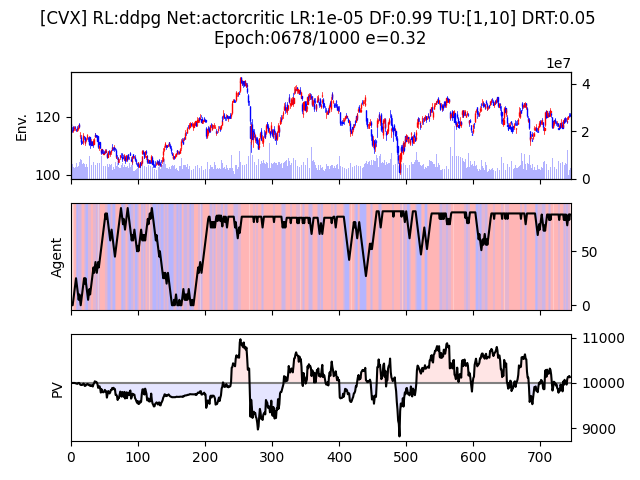 [CVX] RL:ddpg Net:actorcritic LR:1e-05 DF:0.99 TU:[1,10] DRT:0.05
Epoch:0678/1000 e=0.32
1e7
Env.
120
100
4
2
0
Agent
50
0
PV
11000
10000
9000
0 100 200 300 400 500 600 700